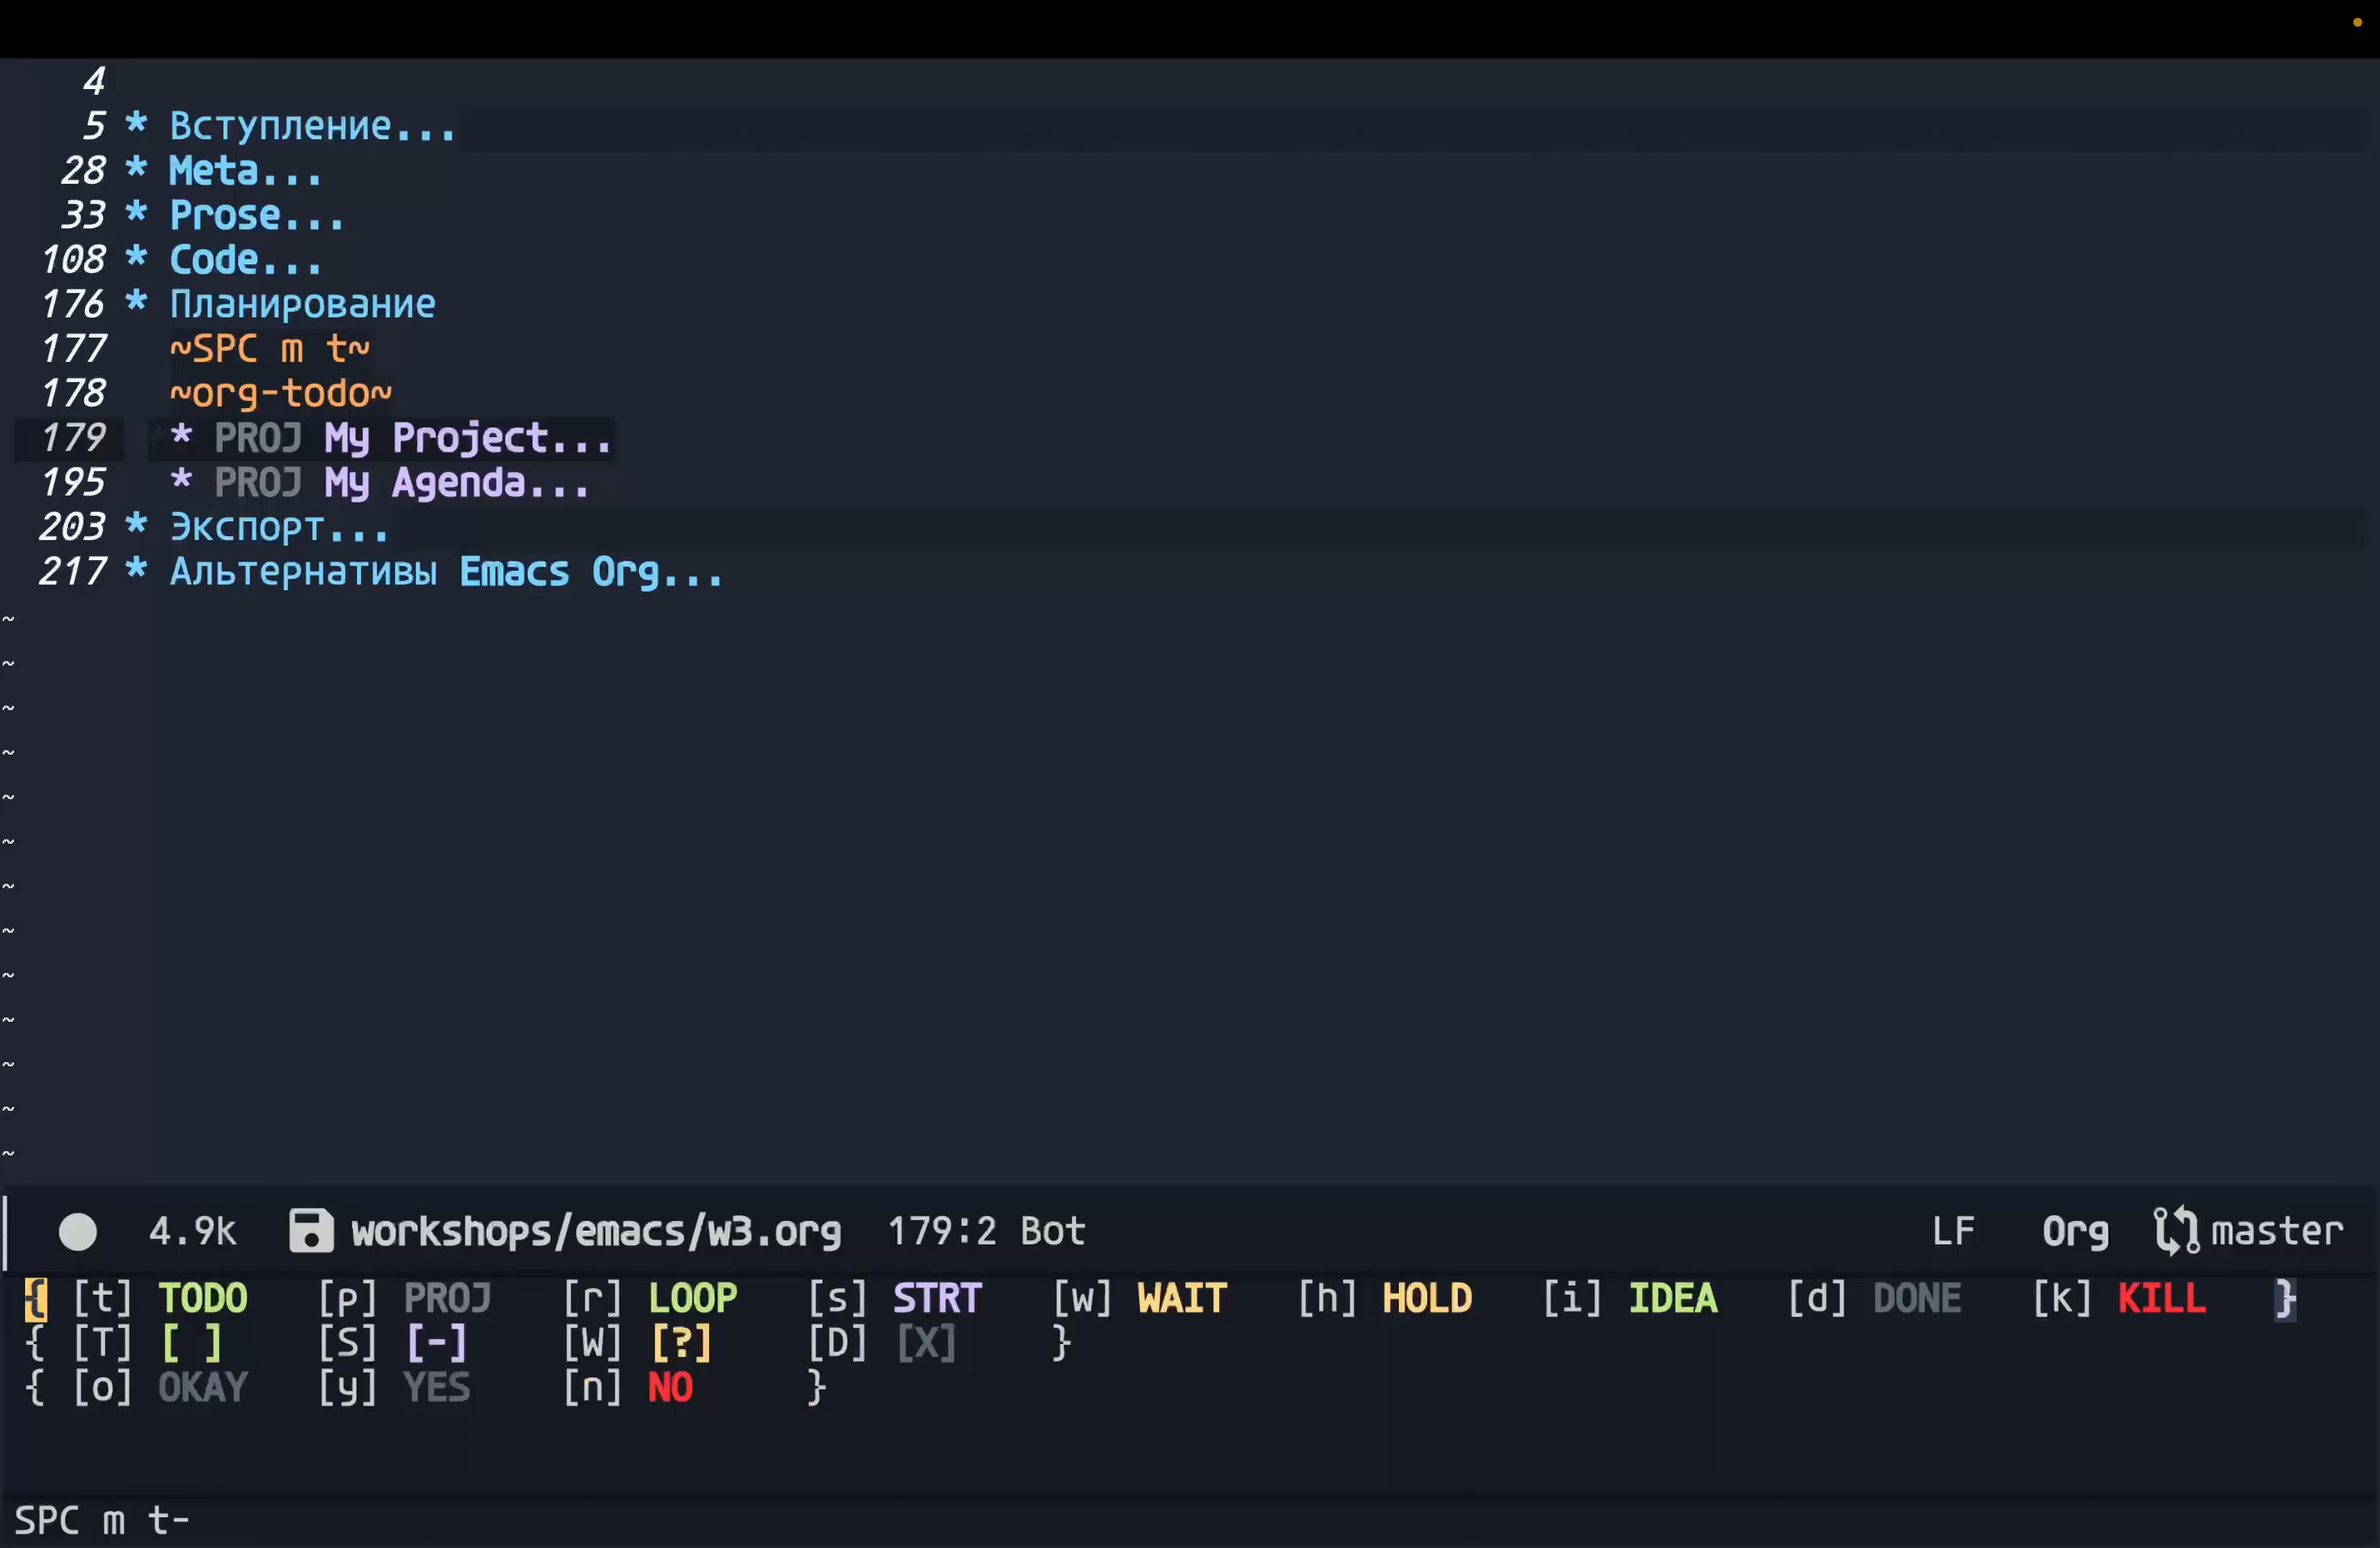 4
5 * Вступление...
28 * Meta...
33 * Prose...
108 * Code...
176 * Планирование
177 ~SPC m t~
178 ~org-todo~
179 * PROJ My Project...
195 * PROJ My Agenda...
203 * Экспорт...
217 * Альтернативы Emacs Org...
~
~
~
~
~
~
~
~
~
~
~
~
~
4.9k workshops/emacs/w3.org 179:2 Bot LF Org master
{ [t] TODO [p] PROJ [r] LOOP [s] STRT [w] WAIT [h] HOLD [i] IDEA [d] DONE [k] KILL }
{ [T] [ ] [S] [-] [W] [?] [D] [X] }
{ [o] OKAY [y] YES [n] NO }
SPC m t-